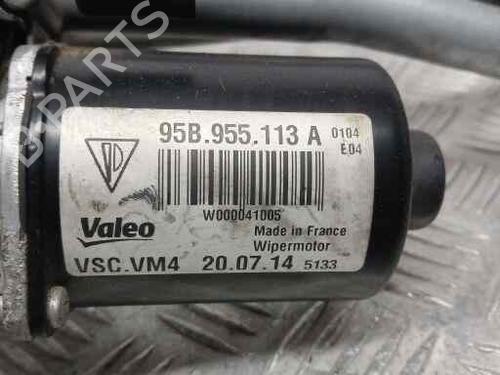 B-PARTS
95B.955.113 A 0104
E04
W000041005
Valeo
Made in France
Wipermotor
VSC.VM4 20.07.14 5133